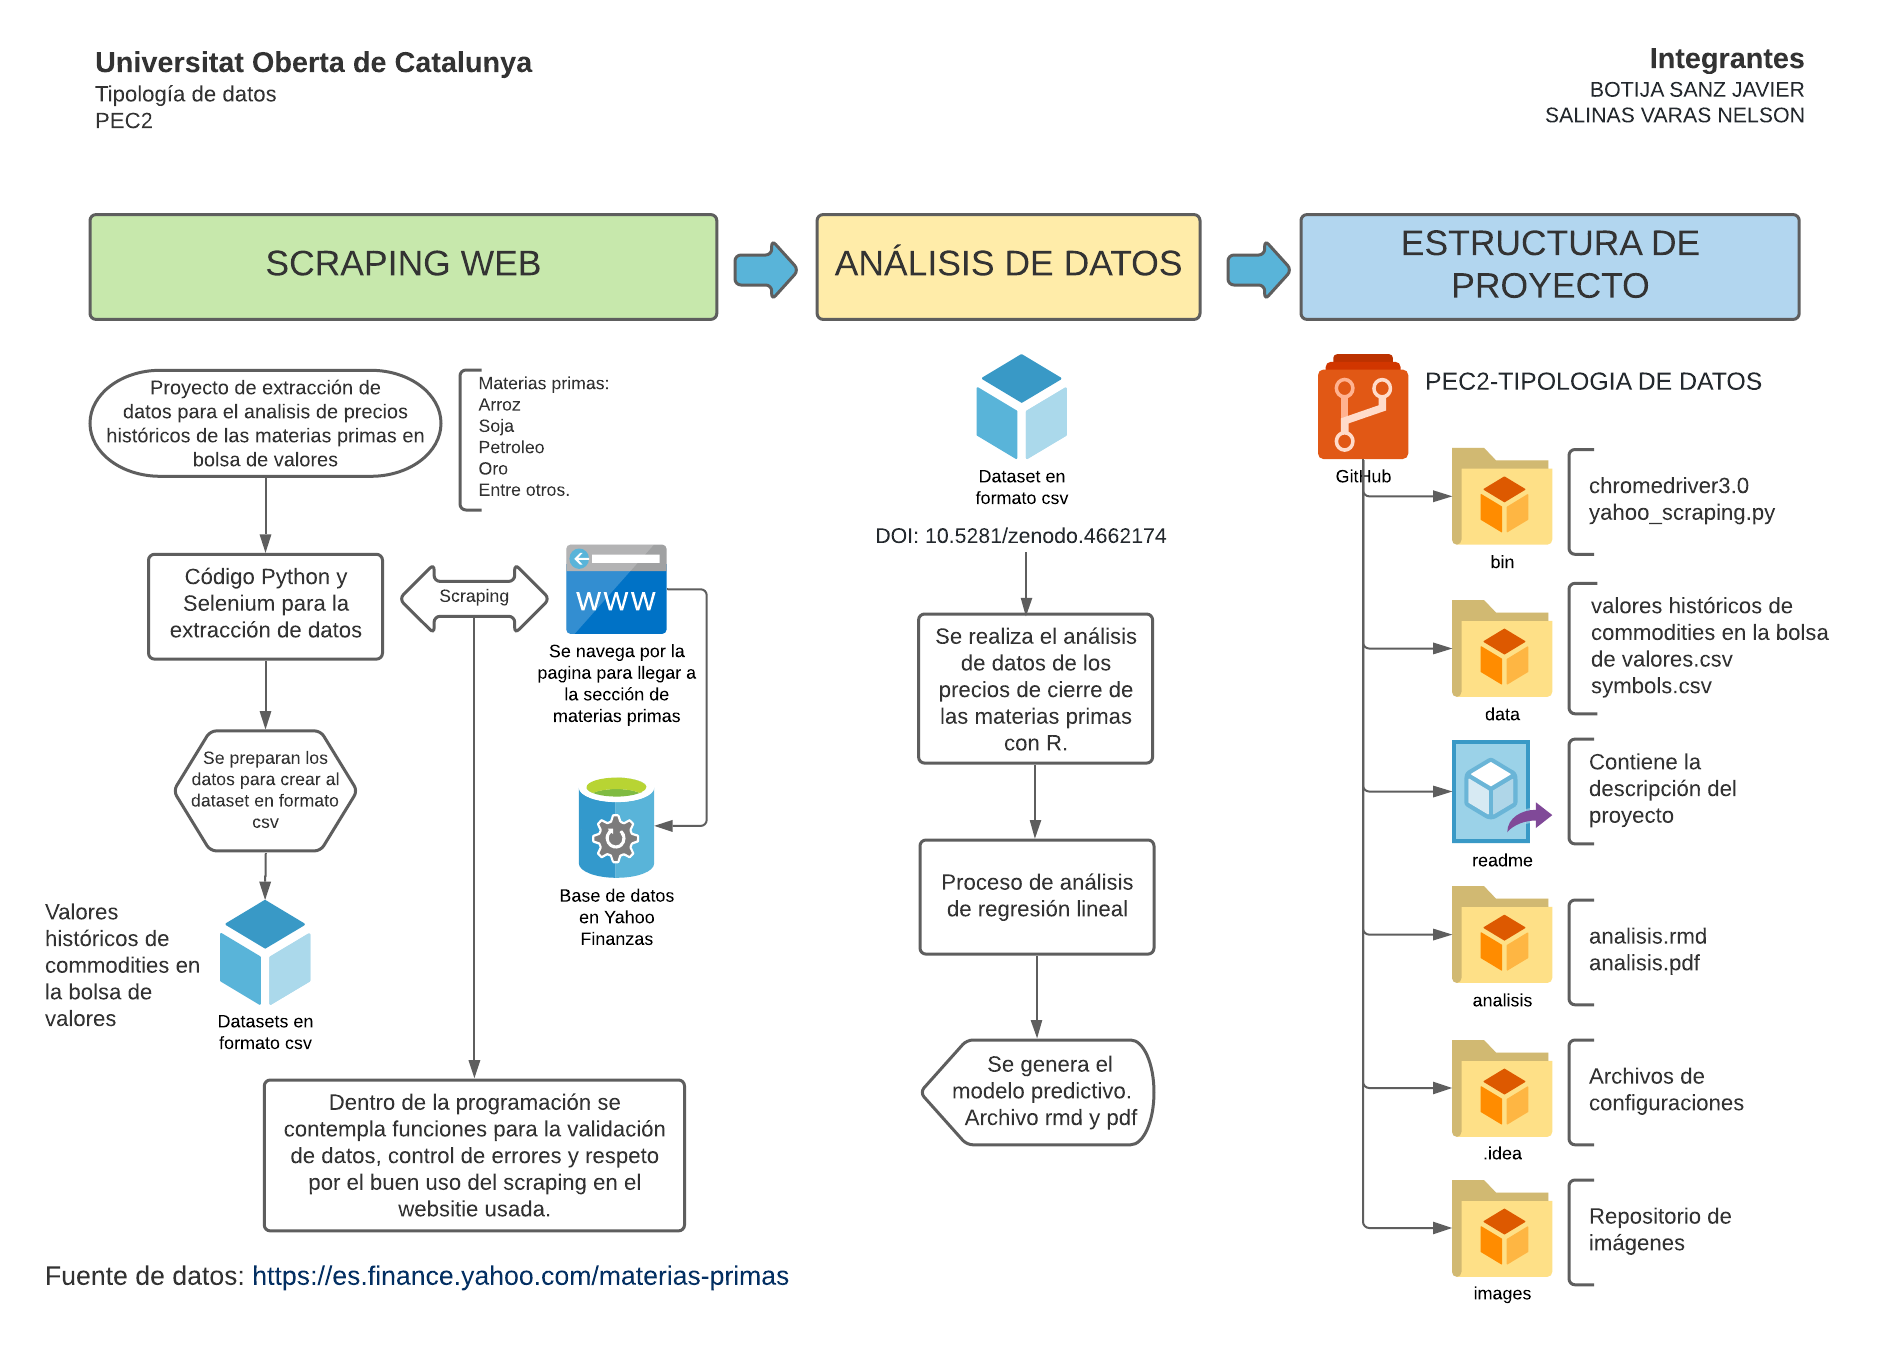 Universitat Oberta de Catalunya
Tipología de datos
PEC2
Integrantes
BOTIJA SANZ JAVIER
SALINAS VARAS NELSON
SCRAPING WEB
ANÁLISIS DE DATOS
ESTRUCTURA DE
PROYECTO
Proyecto de extracción de
datos para el analisis de precios
históricos de las materias primas en
bolsa de valores
Materias primas:
Arroz
Soja
Petroleo
Oro
Entre otros.
Código Python y
Selenium para la
extracción de datos
Scraping
WWW
Se navega por la
pagina para llegar a
la sección de
materias primas
Se preparan los
datos para crear al
dataset en formato
csv
Base de datos
en Yahoo
Finanzas
Valores
históricos de
commodities en
la bolsa de
valores
Datasets en
formato csv
Dentro de la programación se
contempla funciones para la validación
de datos, control de errores y respeto
por el buen uso del scraping en el
websitie usada.
Fuente de datos: https://es.finance.yahoo.com/materias-primas
Dataset en
formato csv
DOI: 10.5281/zenodo.4662174
Se realiza el análisis
de datos de los
precios de cierre de
las materias primas
con R.
Proceso de análisis
de regresión lineal
Se genera el
modelo predictivo.
Archivo rmd y pdf
PEC2-TIPOLOGIA DE DATOS
GitHub
chromedriver3.0
yahoo_scraping.py
bin
valores históricos de
commodities en la bolsa
de valores.csv
symbols.csv
data
Contiene la
descripción del
proyecto
readme
analisis.rmd
analisis.pdf
analisis
Archivos de
configuraciones
.idea
Repositorio de
imágenes
images